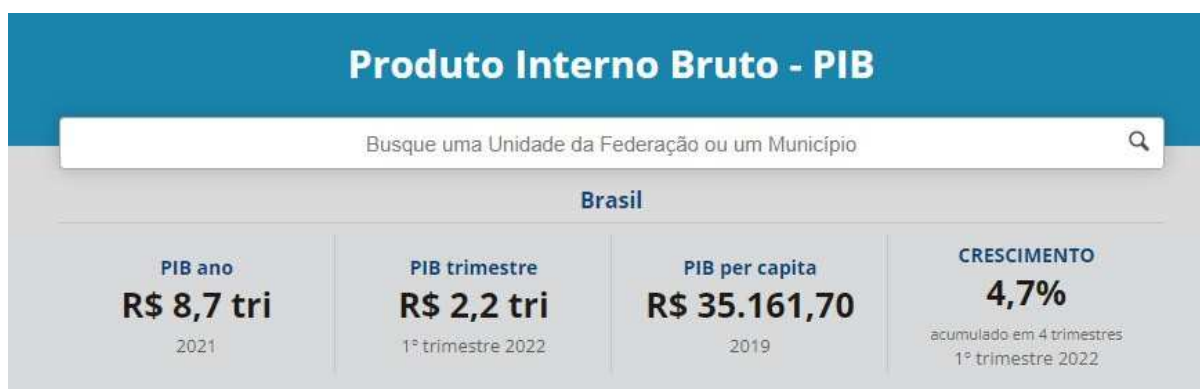 Produto Interno Bruto - PIB
Busque uma Unidade da Federação ou um Município
Brasil
PIB ano
R$ 8,7 tri
2021
PIB trimestre
R$ 2,2 tri
1º trimestre 2022
PIB per capita
R$ 35.161,70
2019
CRESCIMENTO
4,7%
acumulado em 4 trimestres
1º trimestre 2022